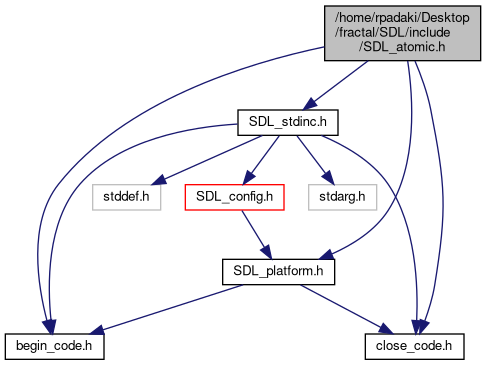 /home/rpadaki/Desktop
/fractal/SDL/include
/SDL_atomic.h
SDL_stdinc.h
stddef.h
SDL_config.h
stdarg.h
SDL_platform.h
begin_code.h
close_code.h